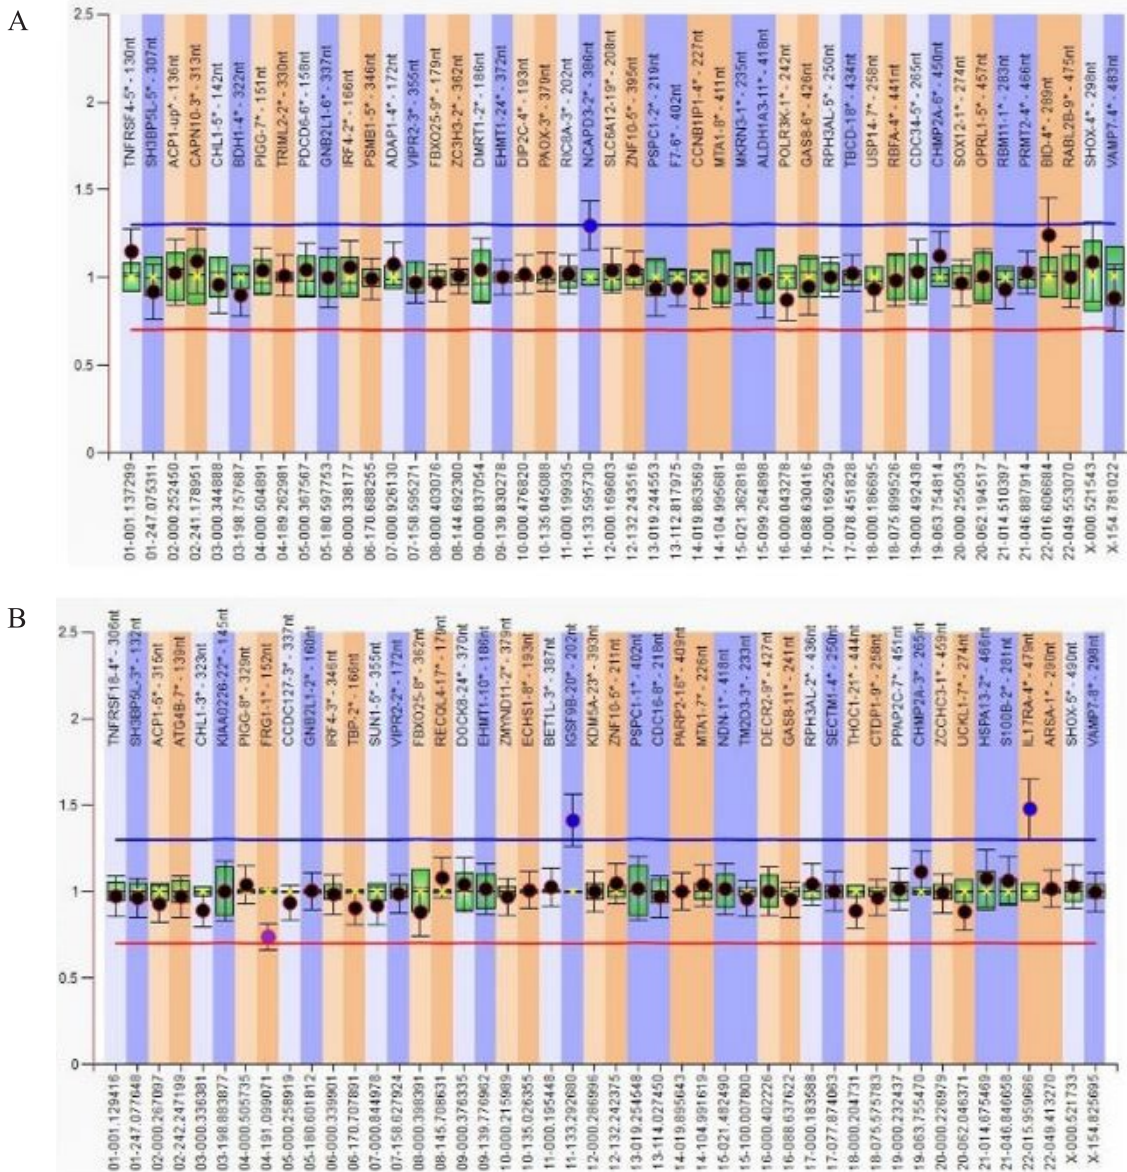 A
2.5
2
1.5
1
0.5
0
TNFRSF4-5* - 130nt
SH3BP5L-5* - 307nt
ACP1-up* - 136nt
CAPN10-3* - 313nt
CHL1-5* - 142nt
BDH1-4* - 322nt
PIGG-7* - 151nt
TRIML2-2* - 330nt
PDCD6-6* - 158nt
GNB2L1-6* - 337nt
IRF4-2* - 166nt
PSMB1-5* - 346nt
ADAP1-4* - 172nt
VIPR2-3* - 355nt
FBXO25-9* - 179nt
ZC3H3-2* - 362nt
DMRT1-2* - 186nt
EHMT1-24* - 372nt
DIP2C-4* - 193nt
PAOX-3* - 379nt
RIC8A-3* - 202nt
NCAPD3-2* - 386nt
SLC6A12-19* - 208nt
ZNF10-5* - 395nt
PSPC1-2* - 219nt
F7-6* - 402nt
CCNB1IP1-4* - 227nt
MTA1-8* - 411nt
MKRN3-1* - 235nt
ALDH1A3-11* - 418nt
POLR3K-1* - 242nt
GAS8-6* - 426nt
RPH3AL-5* - 250nt
TBCD-18* - 434nt
USP14-7* - 258nt
RBFA-4* - 441nt
CDC34-5* - 265nt
CHMP2A-6* - 450nt
SOX12-1* - 274nt
OPRL1-5* - 457nt
RBM11-1* - 283nt
PRMT2-4* - 466nt
BID-4* - 289nt
RABL2B-9* - 475nt
SHOX-4* - 298nt
VAMP7.4* - 483nt
01-001.137299
01-247.075311
02-000.252450
02-241.178951
03-000.344888
03-198.757687
04-000.504891
04-189.262981
05-000.367567
05-180.597753
06-000.338177
06-170.688255
07-000.926130
07-158.595271
08-000.403076
08-144.692380
09-000.837054
09-139.830278
10-000.476820
10-135.045088
11-000.199935
11-133.595730
12-000.169603
12-132.243516
13-019.244553
13-112.817975
14-019.863569
14-104.995681
15-021.362818
15-099.264898
16-000.043278
16-088.630416
17-000.169259
17-078.451828
18-000.186695
18-075.899526
19-000.492438
19-063.754814
20-000.255053
20-062.194517
21-014.510397
21-046.887914
22-016.606684
22-049.553070
X-000.521543
X-154.781022
B
2.5
2
1.5
1
0.5
0
TNFRSF18-4* - 306nt
SH3BP5L-3* - 132nt
ACP1-5* - 315nt
ATG4B-7* - 139nt
CHL1-3* - 323nt
KIAA0226-22* - 145nt
PIGG-8* - 329nt
FRG1-1* - 152nt
CCDC127-3* - 337nt
GNB2L1-2* - 160nt
IRF4-3* - 346nt
TBP-2* - 166nt
SUN1-5* - 355nt
VIPR2-2* - 172nt
FBXO25-8* - 362nt
RECQL4-17* - 179nt
DOCK8-24* - 370nt
EHMT1-10* - 186nt
ZMYND11-2* - 379nt
ECHS1-8* - 193nt
BET1L-3* - 387nt
IGSF9B-20* - 202nt
KDM5A-23* - 393nt
ZNF10-5* - 211nt
PSPC1-1* - 402nt
CDC16-8* - 218nt
PARP2-16* - 409nt
MTA1-7* - 226nt
NDN-1* - 418nt
TM2D3-3* - 233nt
DECR2-9* - 427nt
GAS8-11* - 241nt
RPH3AL-2* - 436nt
SECTM1-4* - 250nt
THOC1-21* - 444nt
CTDP1-9* - 258nt
PPAP2C-7* - 451nt
CHMP2A-3* - 265nt
ZCCHC3-1* - 459nt
UCKL1-7* - 274nt
HSPA13-2* - 466nt
S100B-2* - 281nt
IL17RA-4* - 479nt
ARSA-1* - 290nt
SHOX-5* - 490nt
VAMP7-8* - 298nt
01-001.129416
01-247.077648
02-000.267097
02-242.247199
03-000.338381
03-198.883877
04-000.505735
04-191.099071
05-000.258919
05-180.601812
06-000.339901
06-170.707891
07-000.844978
07-158.627924
08-000.398391
08-145.708631
09-000.376335
09-139.776962
10-000.215989
10-135.026355
11-000.195448
11-133.292680
12-000.286996
12-132.242375
13-019.254548
13-114.027450
14-019.895643
14-104.991619
15-021.482490
15-100.007800
16-000.402226
16-088.637622
17-000.183588
17-077.874063
18-000.204731
18-075.575783
19-000.232437
19-063.755470
20-000.226979
20-062.046371
21-014.675469
21-046.846658
22-015.959666
22-049.413270
X-000.521733
X-154.825695